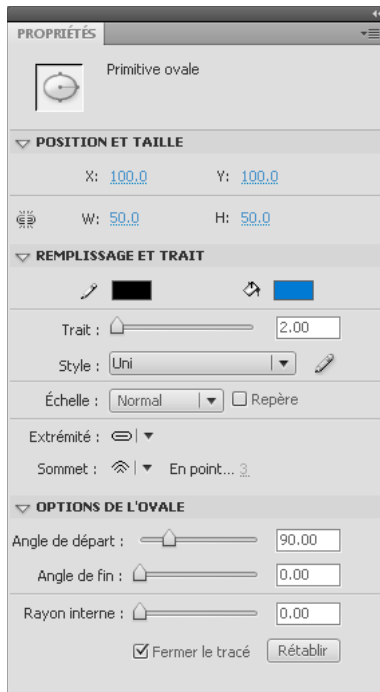 PROPRIÉTÉS
Primitive ovale
POSITION ET TAILLE
X: 100.0 Y: 100.0
W: 50.0 H: 50.0
REMPLISSAGE ET TRAIT
Trait : 2.00
Style : Uni
Échelle : Normal Repère
Extrémité :
Sommet : En point... 3
OPTIONS DE L'OVALE
Angle de départ : 90.00
Angle de fin : 0.00
Rayon interne : 0.00
Fermer le tracé Rétablir